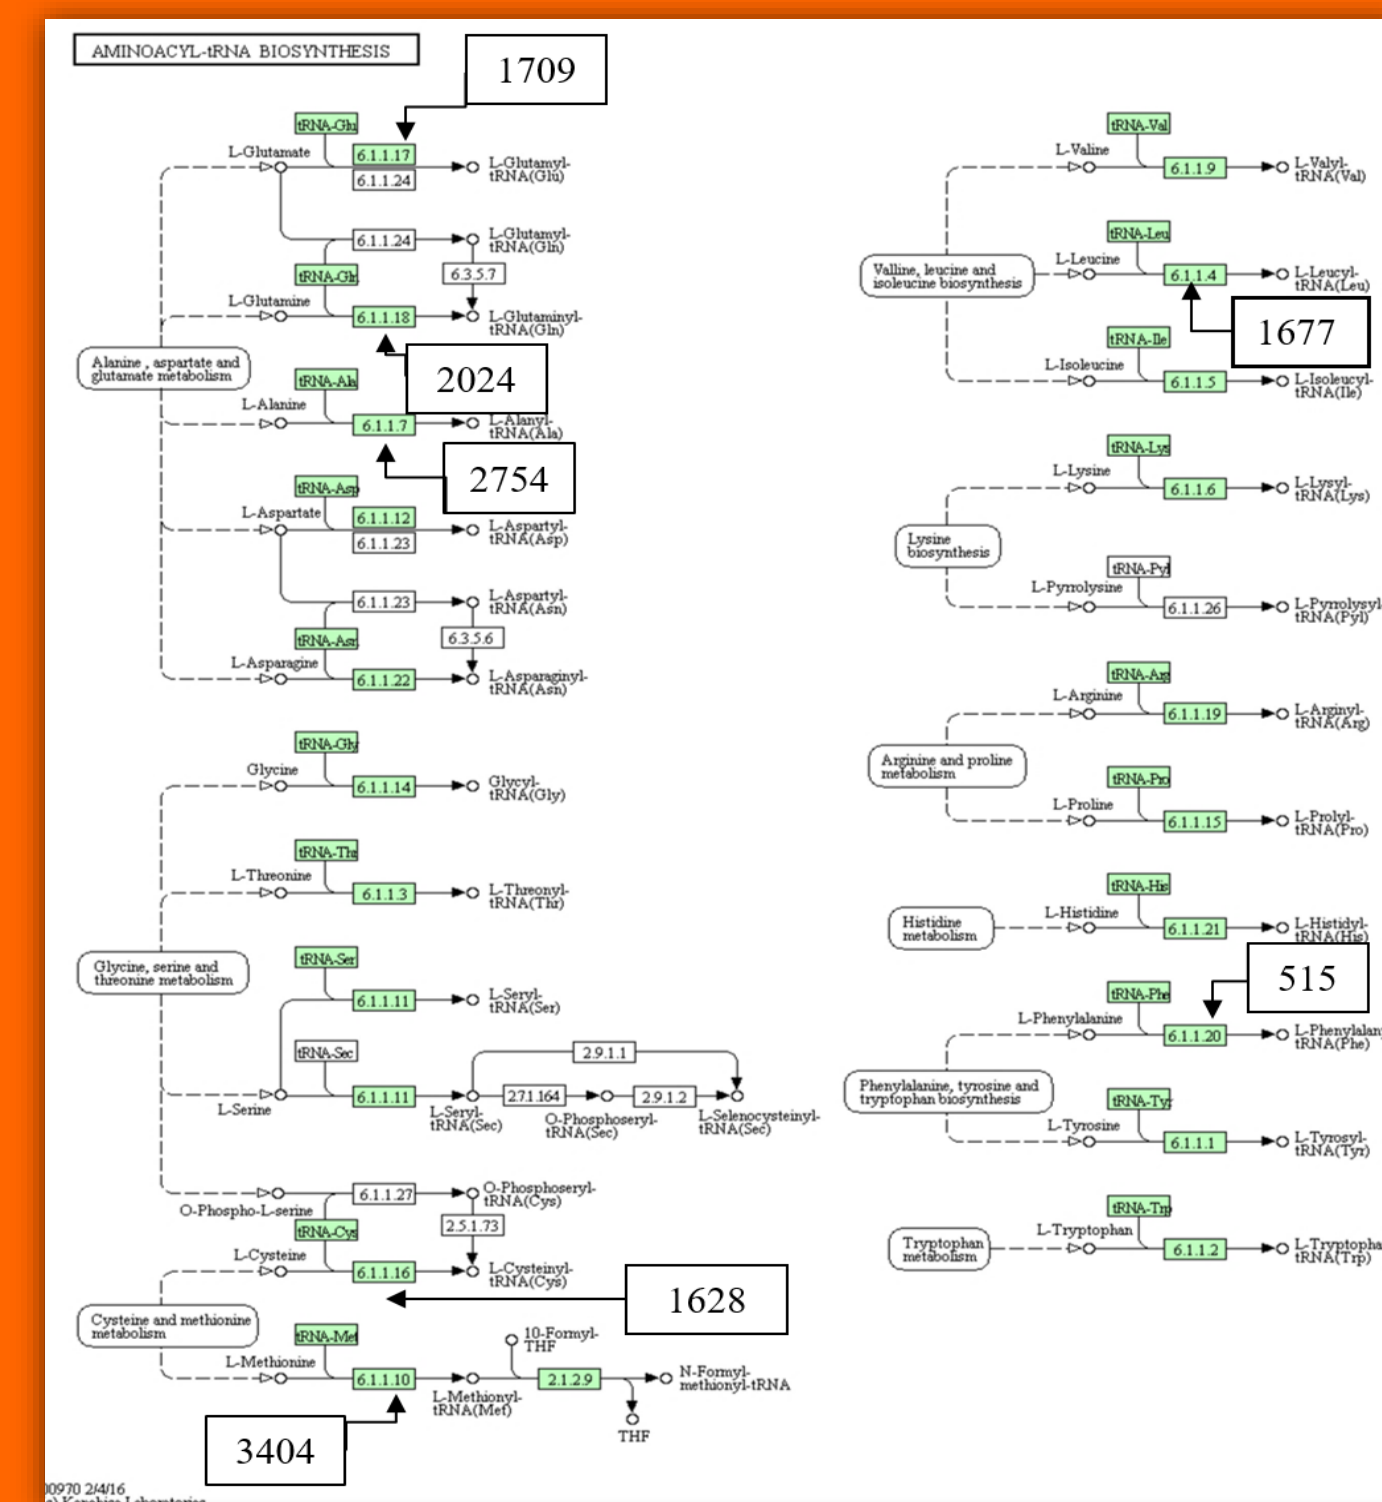 AMINOACYL-tRNA BIOSYNTHESIS
1709
tRNA-Glu
L-Glutamate
6.1.1.17
6.1.1.24
L-Glutamyl-
tRNA(Glu)
6.1.1.24
L-Glutamyl-
tRNA(Gln)
tRNA-Gln
6.3.5.7
L-Glutamine
6.1.1.18
L-Glutaminyl-
tRNA(Gln)
Alanine, aspartate and
glutamate metabolism
2024
tRNA-Ala
L-Alanine
6.1.1.7
L-Alanyl-
tRNA(Ala)
2754
tRNA-Asp
L-Aspartate
6.1.1.12
6.1.1.23
L-Aspartyl-
tRNA(Asp)
6.1.1.23
L-Aspartyl-
tRNA(Asn)
tRNA-Asn
6.3.5.6
L-Asparagine
6.1.1.22
L-Asparaginyl-
tRNA(Asn)
tRNA-Gly
Glycine
6.1.1.14
Glycyl-
tRNA(Gly)
tRNA-Thr
L-Threonine
6.1.1.3
L-Threonyl-
tRNA(Thr)
Glycine, serine and
threonine metabolism
tRNA-Ser
6.1.1.11
L-Seryl-
tRNA(Ser)
tRNA-Sec
2.9.1.1
L-Serine
6.1.1.11
L-Seryl-
tRNA(Sec)
2.7.1.164
O-Phosphoseryl-
tRNA(Sec)
2.9.1.2
L-Selenocysteinyl-
tRNA(Sec)
O-Phospho-L-serine
6.1.1.27
O-Phosphoseryl-
tRNA(Cys)
tRNA-Cys
2.5.1.73
L-Cysteine
6.1.1.16
L-Cysteinyl-
tRNA(Cys)
1628
Cysteine and methionine
metabolism
tRNA-Met
L-Methionine
6.1.1.10
L-Methionyl-
tRNA(Met)
10-Formyl-
THF
2.1.2.9
N-Formyl-
methionyl-tRNA
THF
3404
00970 2/4/16
(c) Kanehisa Laboratories
tRNA-Val
L-Valine
6.1.1.9
L-Valyl-
tRNA(Val)
tRNA-Leu
Valline, leucine and
isoleucine biosynthesis
L-Leucine
6.1.1.4
L-Leucyl-
tRNA(Leu)
1677
tRNA-Ile
L-Isoleucine
6.1.1.5
L-Isoleucyl-
tRNA(Ile)
tRNA-Lys
L-Lysine
6.1.1.6
L-Lysyl-
tRNA(Lys)
Lysine
biosynthesis
tRNA-Pyl
L-Pyrrolysine
6.1.1.26
L-Pyrrolysyl
tRNA(Pyl)
tRNA-Arg
L-Arginine
6.1.1.19
L-Arginyl-
tRNA(Arg)
Arginine and proline
metabolism
tRNA-Pro
L-Proline
6.1.1.15
L-Prolyl-
tRNA(Pro)
tRNA-His
Histidine
metabolism
L-Histidine
6.1.1.21
L-Histidyl-
tRNA(His)
515
tRNA-Phe
L-Phenylalanine
6.1.1.20
L-Phenylalany
tRNA(Phe)
Phenylalanine, tyrosine and
tryptophan biosynthesis
tRNA-Tyr
L-Tyrosine
6.1.1.1
L-Tyrosyl-
tRNA(Tyr)
tRNA-Trp
Tryptophan
metabolism
L-Tryptophan
6.1.1.2
L-Tryptopha
tRNA(Trp)